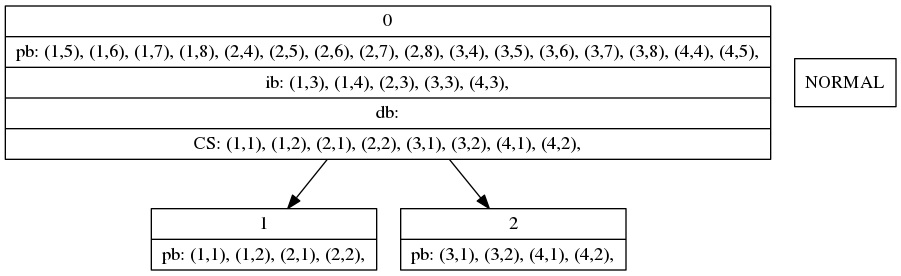 0
pb: (1,5), (1,6), (1,7), (1,8), (2,4), (2,5), (2,6), (2,7), (2,8), (3,4), (3,5), (3,6), (3,7), (3,8), (4,4), (4,5),
NORMAL
ib: (1,3), (1,4), (2,3), (3,3), (4,3),
db:
CS: (1,1), (1,2), (2,1), (2,2), (3,1), (3,2), (4,1), (4,2),
1
pb: (1,1), (1,2), (2,1), (2,2),
2
pb: (3,1), (3,2), (4,1), (4,2),